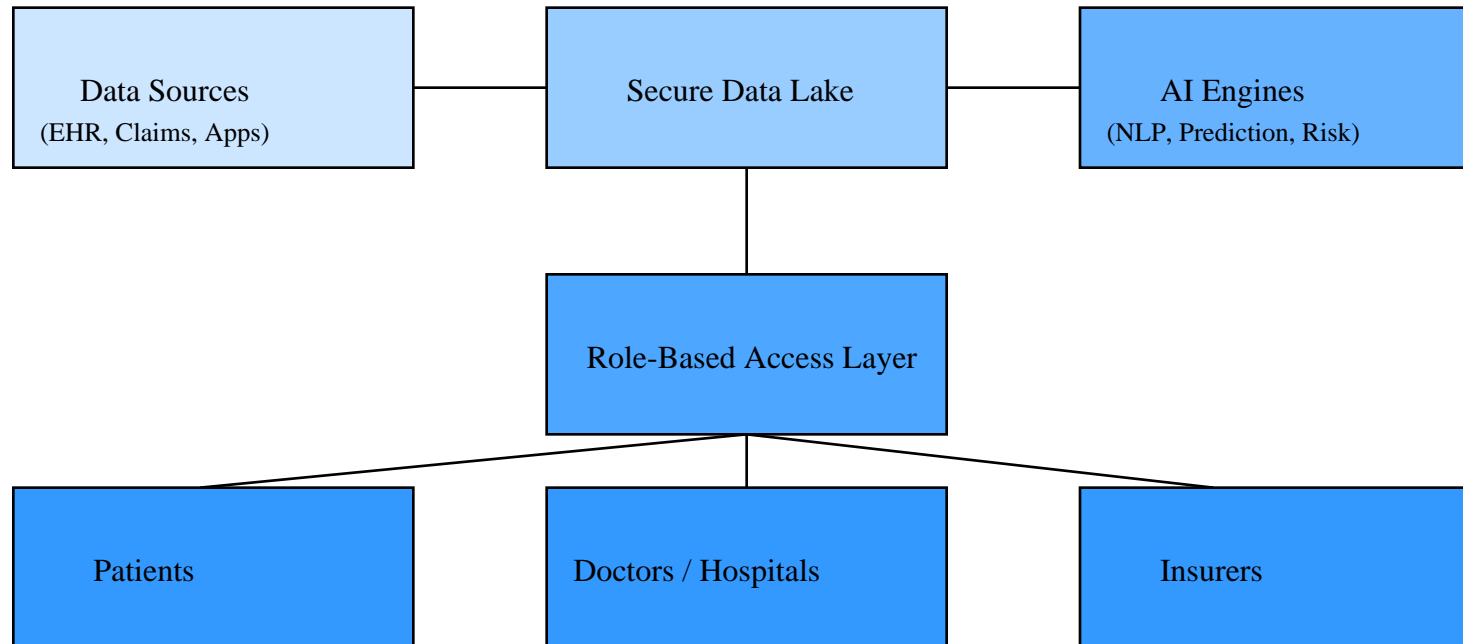 Data Sources
(EHR, Claims, Apps)
Secure Data Lake
AI Engines
(NLP, Prediction, Risk)
Role-Based Access Layer
Patients
Doctors / Hospitals
Insurers